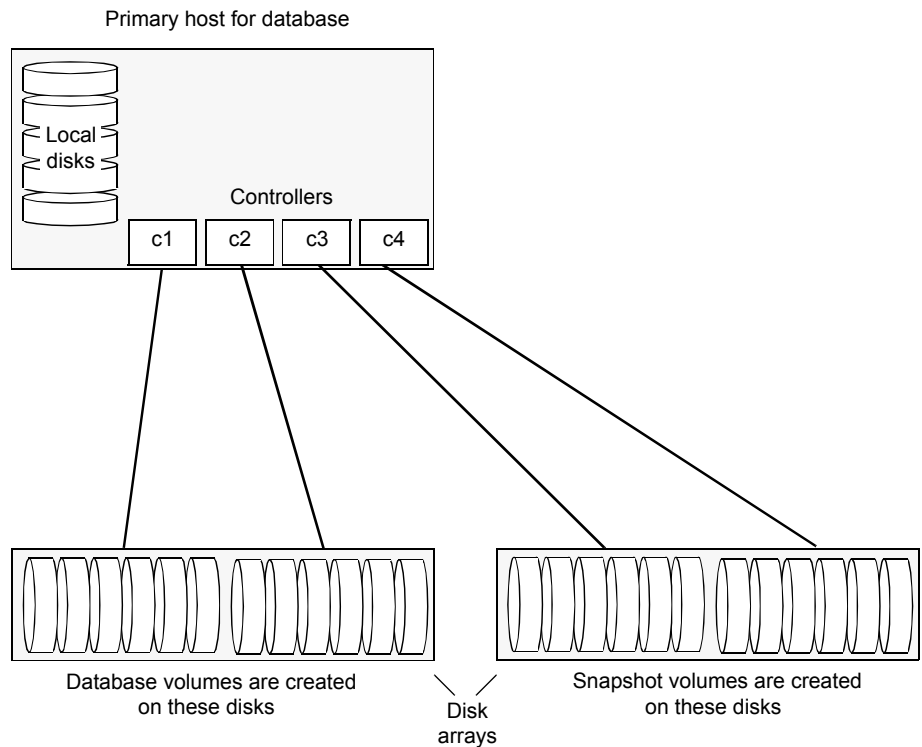 Primary host for database
Local
disks
Controllers
c1 c2 c3 c4
Database volumes are created
on these disks
Snapshot volumes are created
on these disks
Disk
arrays